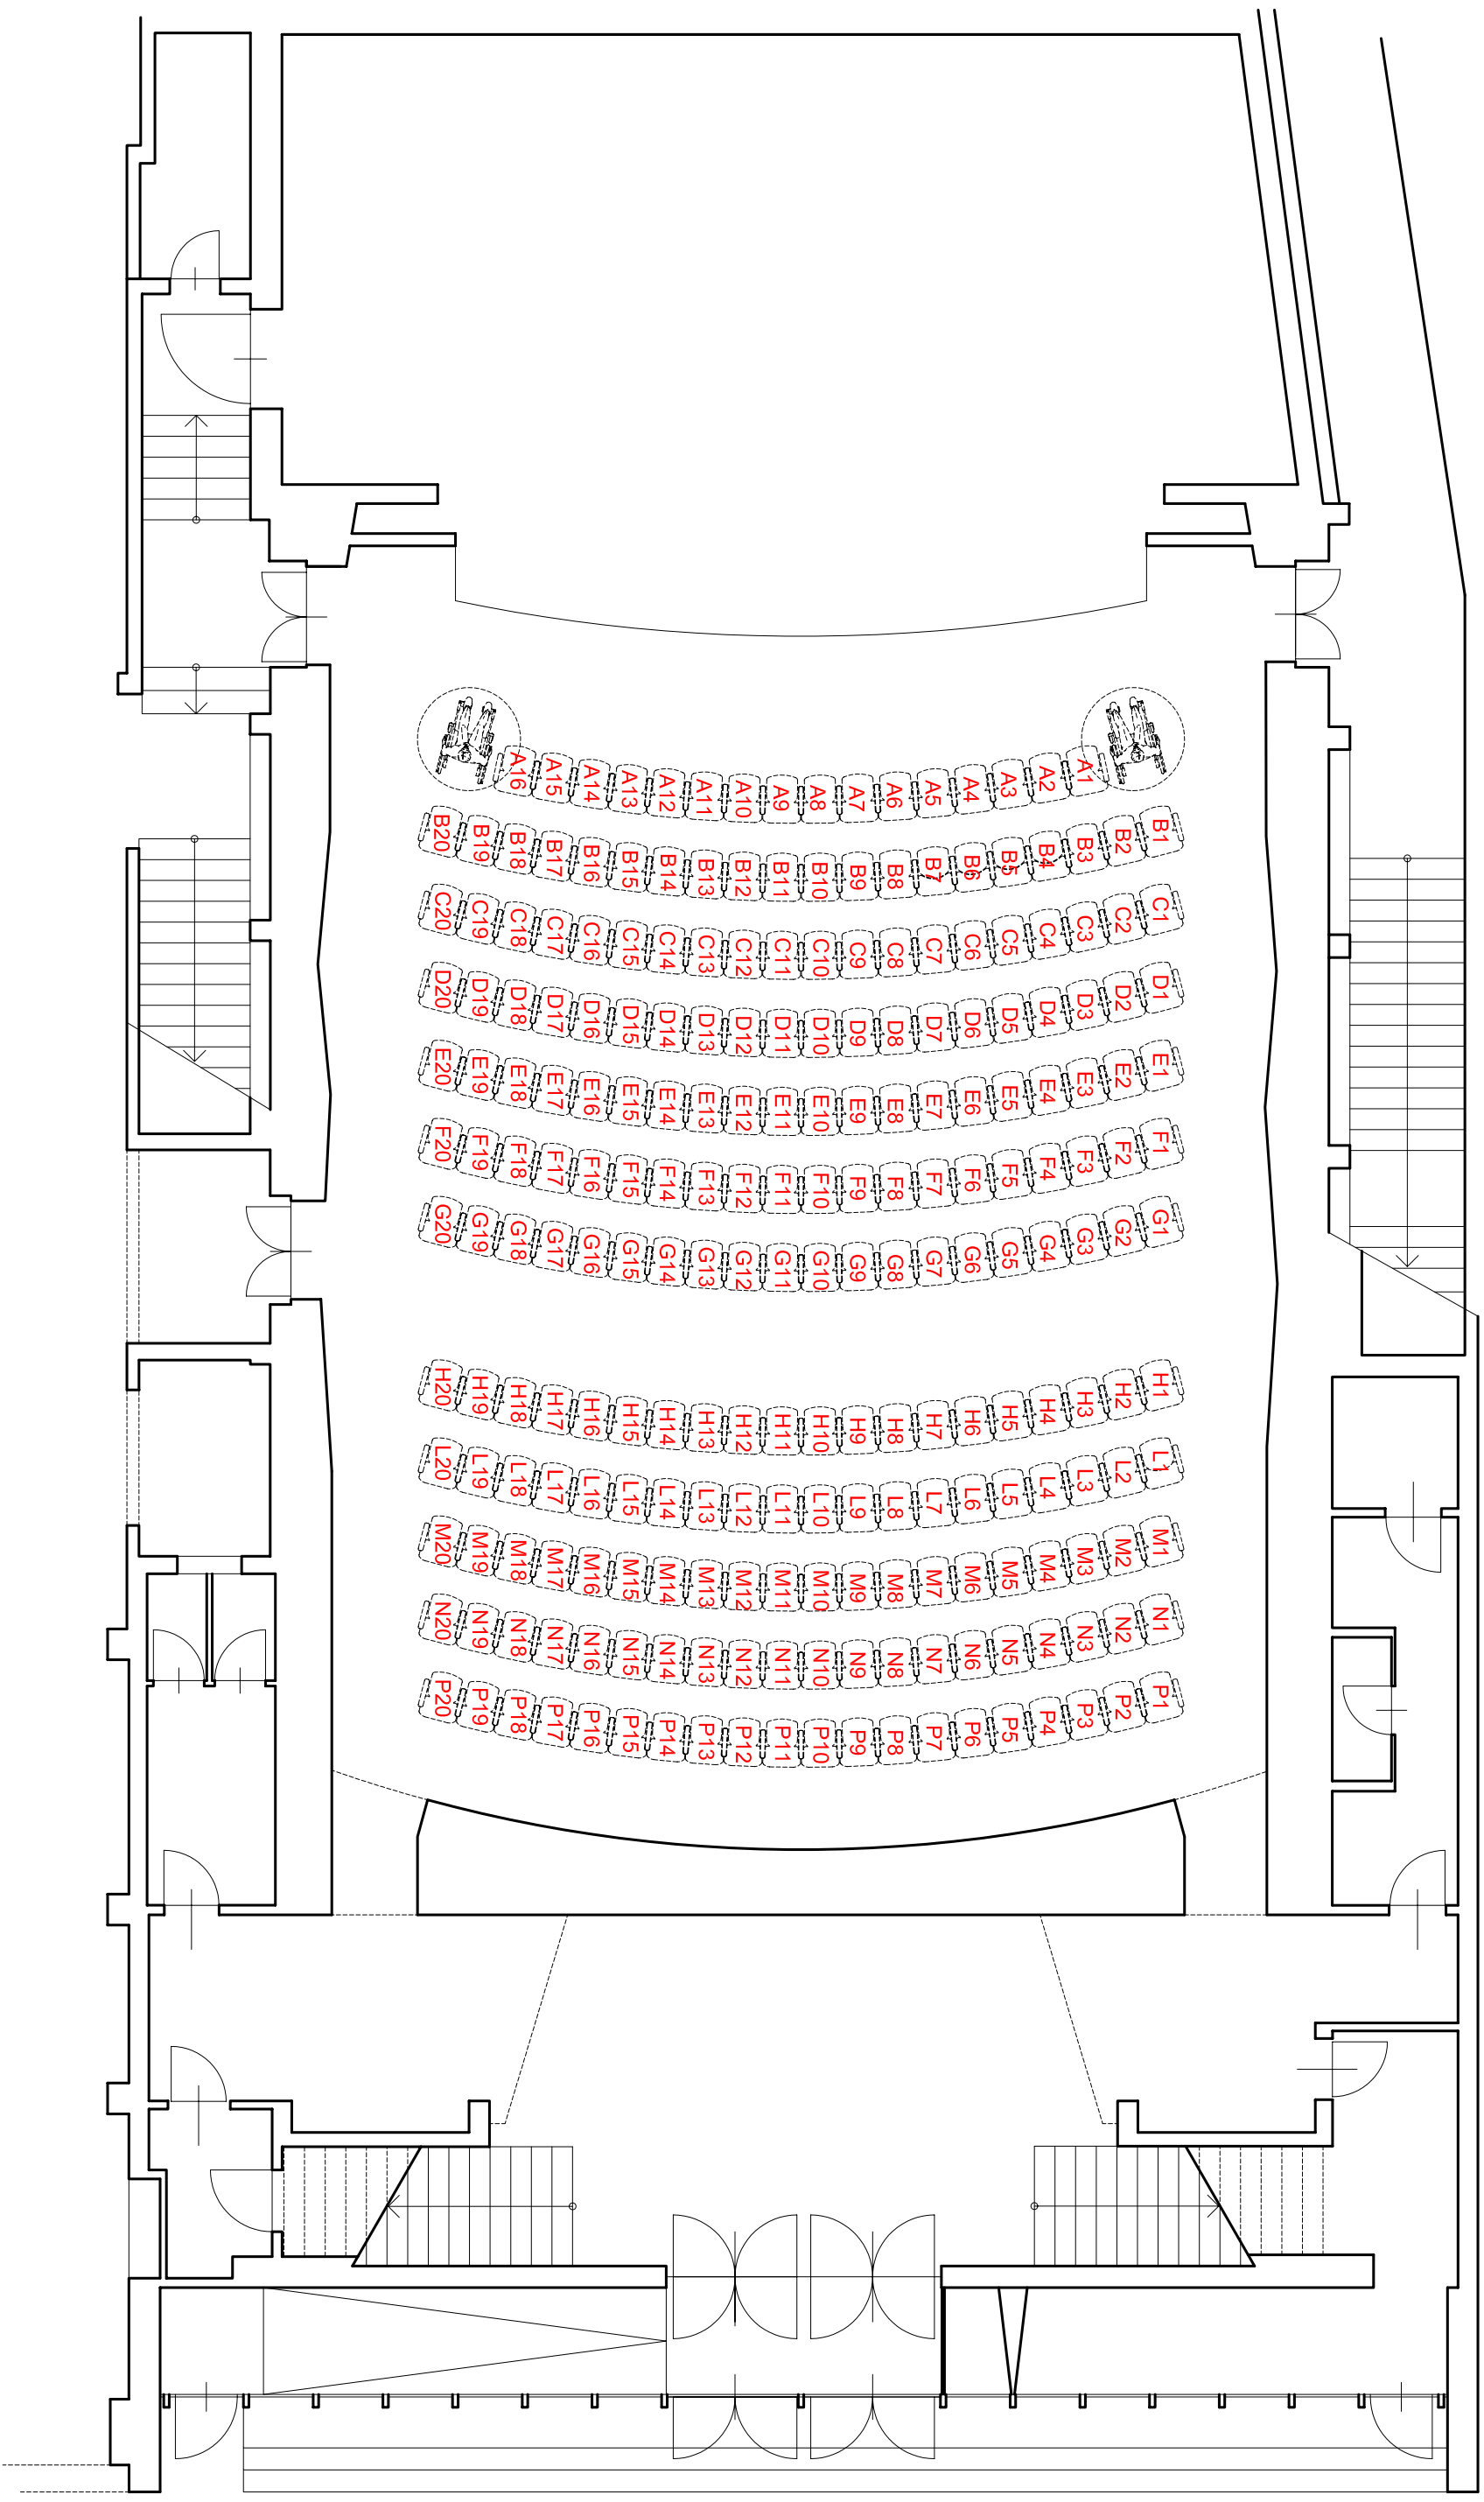 A16 A15 A14 A13 A12 A11 A10 A9 A8 A7 A6 A5 A4 A3 A2 A1
B20 B19 B18 B17 B16 B15 B14 B13 B12 B11 B10 B9 B8 B7 B6 B5 B4 B3 B2 B1
C20 C19 C18 C17 C16 C15 C14 C13 C12 C11 C10 C9 C8 C7 C6 C5 C4 C3 C2 C1
D20 D19 D18 D17 D16 D15 D14 D13 D12 D11 D10 D9 D8 D7 D6 D5 D4 D3 D2 D1
E20 E19 E18 E17 E16 E15 E14 E13 E12 E11 E10 E9 E8 E7 E6 E5 E4 E3 E2 E1
F20 F19 F18 F17 F16 F15 F14 F13 F12 F11 F10 F9 F8 F7 F6 F5 F4 F3 F2 F1
G20 G19 G18 G17 G16 G15 G14 G13 G12 G11 G10 G9 G8 G7 G6 G5 G4 G3 G2 G1
H20 H19 H18 H17 H16 H15 H14 H13 H12 H11 H10 H9 H8 H7 H6 H5 H4 H3 H2 H1
L20 L19 L18 L17 L16 L15 L14 L13 L12 L11 L10 L9 L8 L7 L6 L5 L4 L3 L2 L1
M20 M19 M18 M17 M16 M15 M14 M13 M12 M11 M10 M9 M8 M7 M6 M5 M4 M3 M2 M1
N20 N19 N18 N17 N16 N15 N14 N13 N12 N11 N10 N9 N8 N7 N6 N5 N4 N3 N2 N1
P20 P19 P18 P17 P16 P15 P14 P13 P12 P11 P10 P9 P8 P7 P6 P5 P4 P3 P2 P1